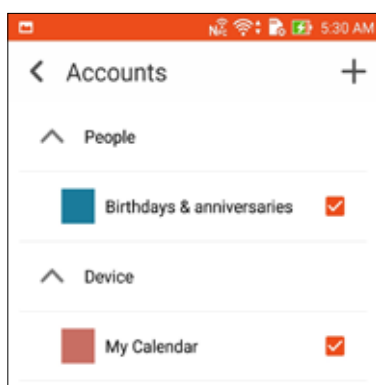 5:30 AM
Accounts
People
Birthdays & anniversaries
Device
My Calendar